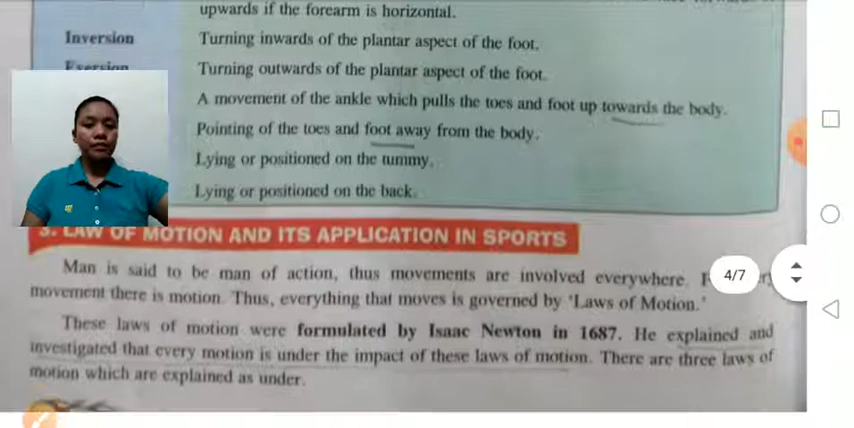 upwards if the forearm is horizontal.
Inversion Turning inwards of the plantar aspect of the foot.
Turning outwards of the plantar aspect of the foot.
A movement of the ankle which pulls the toes and foot up towards the body.
Pointing of the toes and foot away from the body.
Lying or positioned on the tummy.
Lying or positioned on the back.
3. LAW OF MOTION AND ITS APPLICATION IN SPORTS
Man is said to be man of action, thus movements are involved everywhere.
4/7
movement there is motion. Thus, everything that moves is governed by 'Laws of Motion.'
These laws of motion were formulated by Isaac Newton in 1687. He explained and
investigated that every motion is under the impact of these laws of motion. There are three laws of
motion which are explained as under.